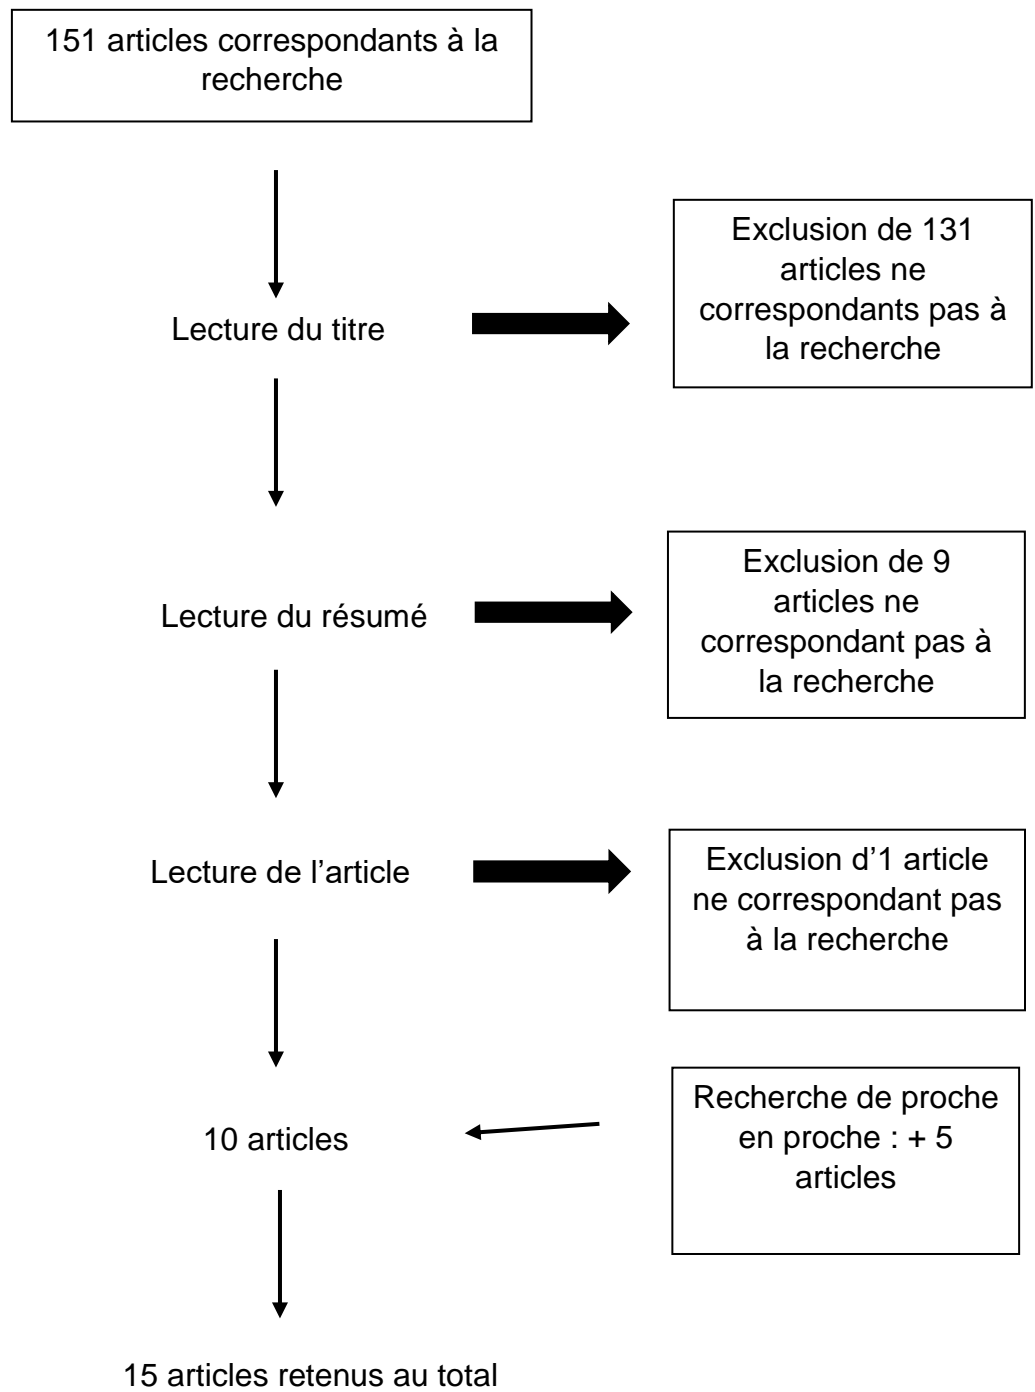 151 articles correspondants à la
recherche
Exclusion de 131
articles ne
correspondants pas à
la recherche
Lecture du titre
Exclusion de 9
articles ne
correspondant pas à
la recherche
Lecture du résumé
Exclusion d’1 article
ne correspondant pas
à la recherche
Lecture de l’article
Recherche de proche
en proche : + 5
articles
10 articles
15 articles retenus au total